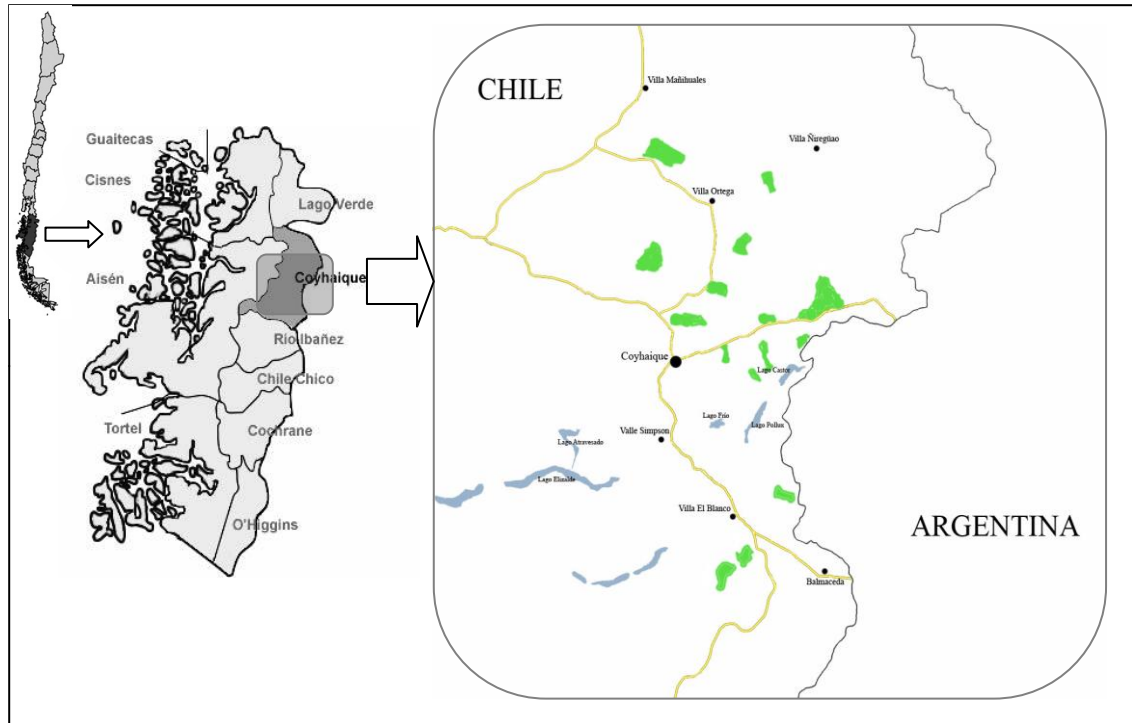 Guaitecas
Cisnes
Lago Verde
Aisén
Coyhaique
Rio Ibañez
Chile Chico
Tortel
Cochrane
O'Higgins
CHILE
Villa Mañihuales
Villa Ñiregüao
Villa Ortega
Coyhaique
Lago Castor
Lago Frío
Lago Pollux
Valle Simpson
Lago Atravesado
Lago Elizalde
Villa El Blanco
ARGENTINA
Balmaceda